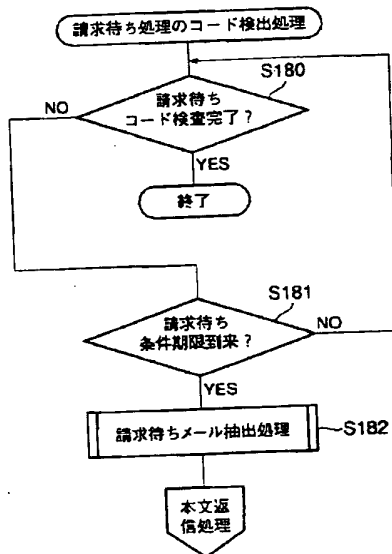 請求待ち処理のコード検出処理
S180
NO
請求待ち
コード検査完了?
YES
終了
S181
請求待ち
条件期限到来?
NO
YES
請求待ちメール抽出処理
S182
本文返
信処理